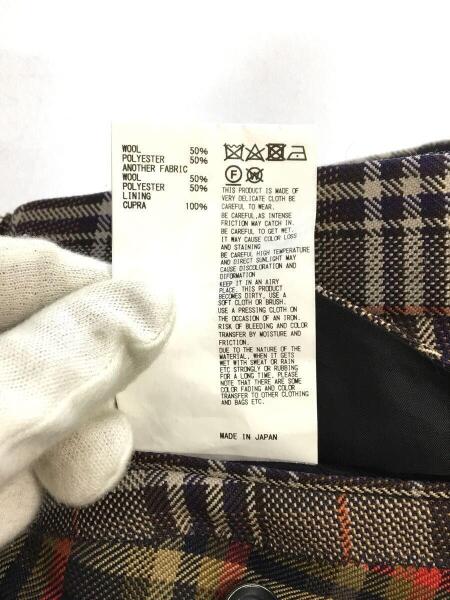 WOOL 50%
POLYESTER 50%
ANOTHER FABRIC
WOOL 50%
POLYESTER 50%
LINING
CUPRA 100%
F W
THIS PRODUCT IS MADE OF
VERY DELICATE CLOTH BE
CAREFUL TO WEAR.
BE CAREFUL,AS INTENSE
FRICTION MAY CATCH IN.
BE CAREFUL TO GET WET.
IT MAY CAUSE COLOR LOSS
AND STAINING
BE CAREFUL HIGH TEMPERATURE
AND DIRECT SUNLIGHT MAY
CAUSE DISCOLORATION AND
DEFORMATION
KEEP IT IN AN AIRY
PLACE. THIS PRODUCT
BECOMES DIRTY. USE A
SOFT CLOTH OR BRUSH.
USE A PRESSING CLOTH ON
THE OCCASION OF AN IRON.
RISK OF BLEEDING AND COLOR
TRANSFER BY MOISTURE AND
FRICTION.
DUE TO THE NATURE OF THE
MATERIAL, WHEN IT GETS
WET WITH SWEAT OR RAIN
ETC STRONGLY OR RUBBING
FOR A LONG TIME, PLEASE
NOTE THAT THERE ARE SOME
COLOR FADING AND COLOR
TRANSFER TO OTHER CLOTHING
AND BAGS ETC.
MADE IN JAPAN